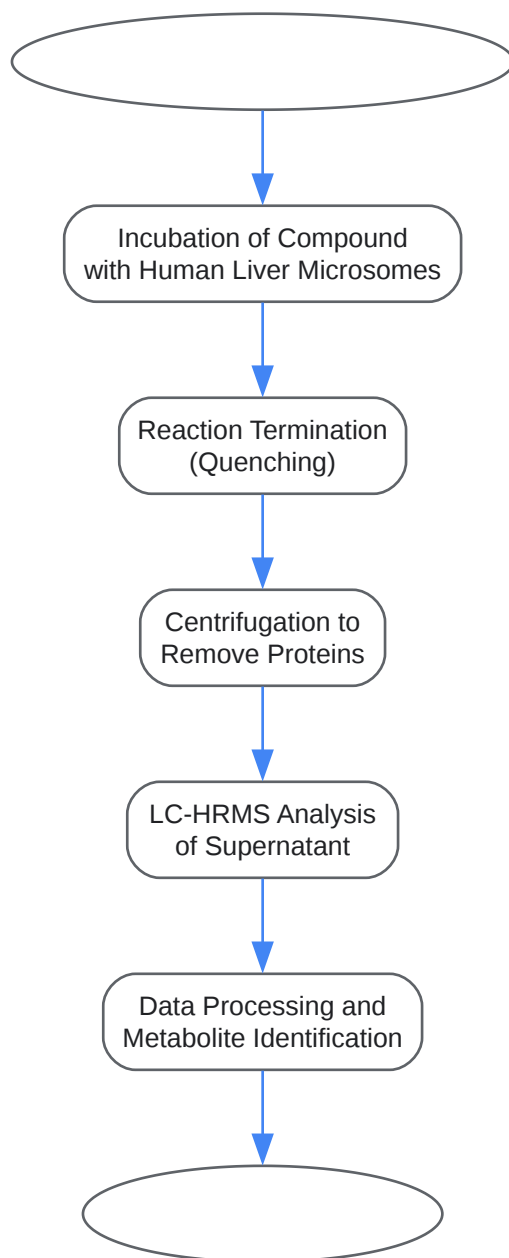 Incubation of Compound
with Human Liver Microsomes
Reaction Termination
(Quenching)
Centrifugation to
Remove Proteins
LC-HRMS Analysis
of Supernatant
Data Processing and
Metabolite Identification